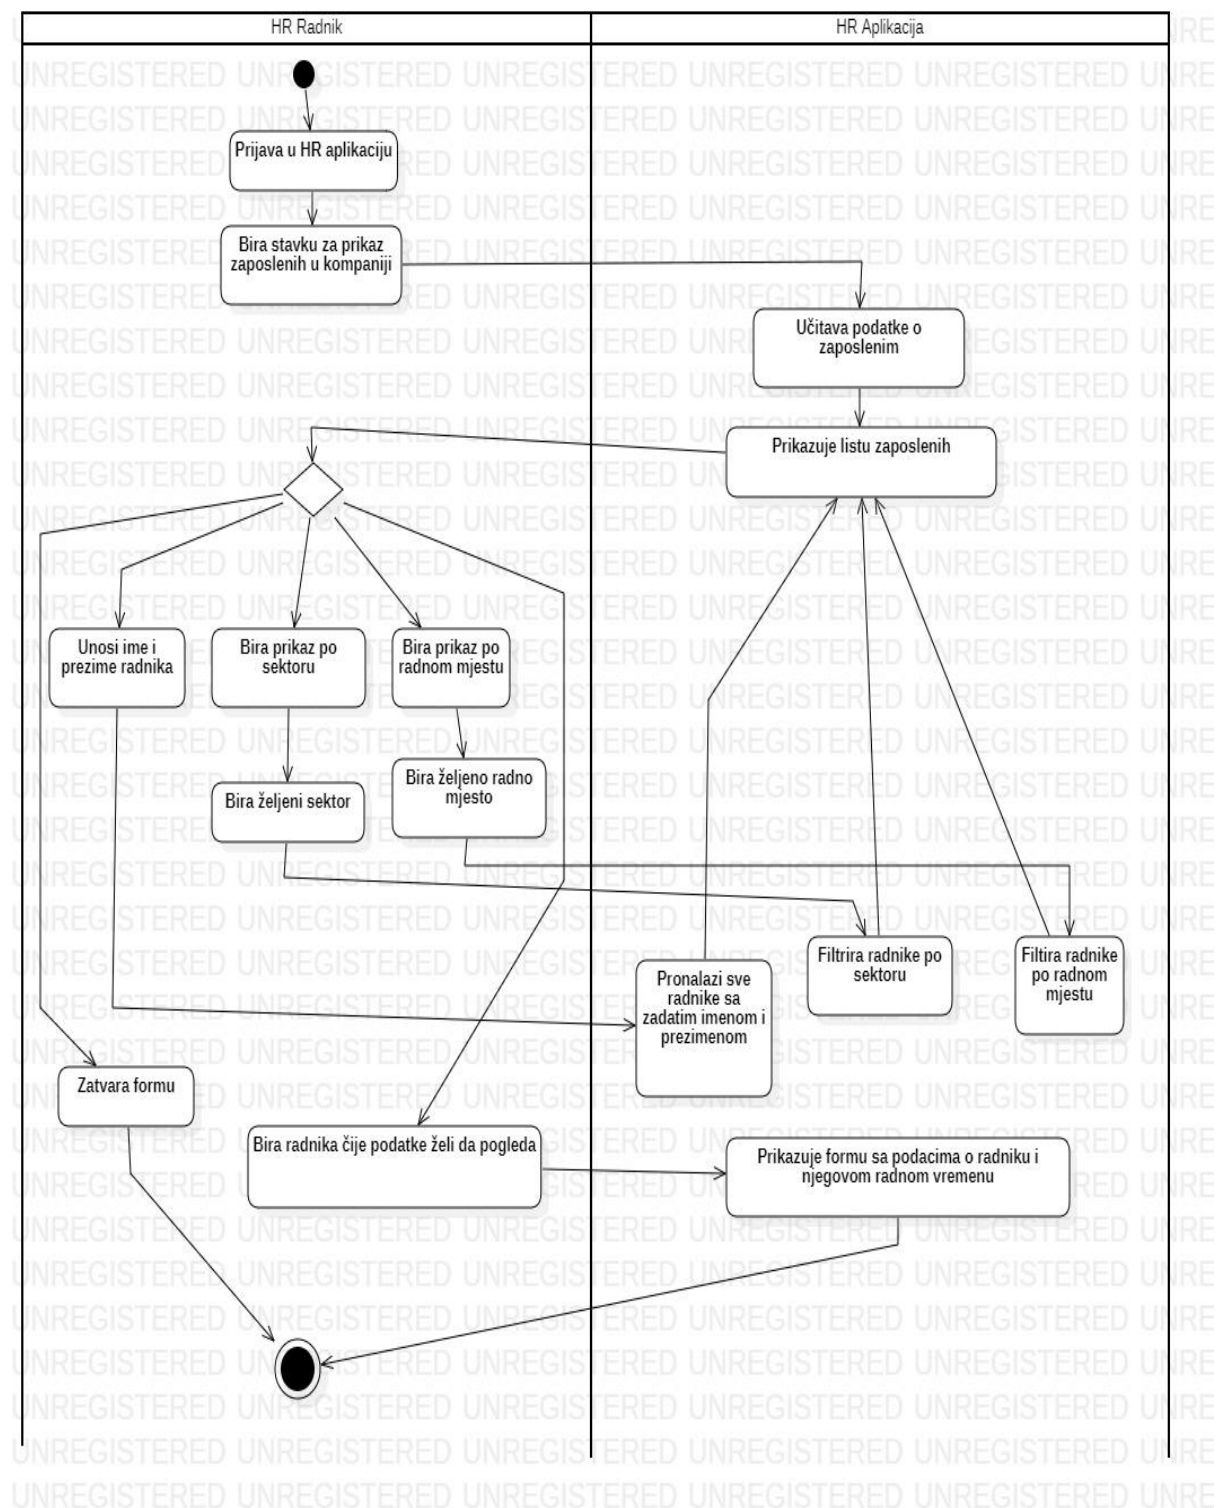 HR Radnik
HR Aplikacija
Prijava u HR aplikaciju
Bira stavku za prikaz
zaposlenih u kompaniji
Učitava podatke o
zaposlenim
Prikazuje listu zaposlenih
Unosi ime i
prezime radnika
Bira prikaz po
sektoru
Bira prikaz po
radnom mjestu
Bira željeni sektor
Bira željeno radno
mjesto
Pronalazi sve
radnike sa
zadatim imenom i
prezimenom
Filtrira radnike po
sektoru
Filtira radnike
po radnom
mjestu
Zatvara formu
Bira radnika čije podatke želi da pogleda
Prikazuje formu sa podacima o radniku i
njegovom radnom vremenu
UNREGISTERED